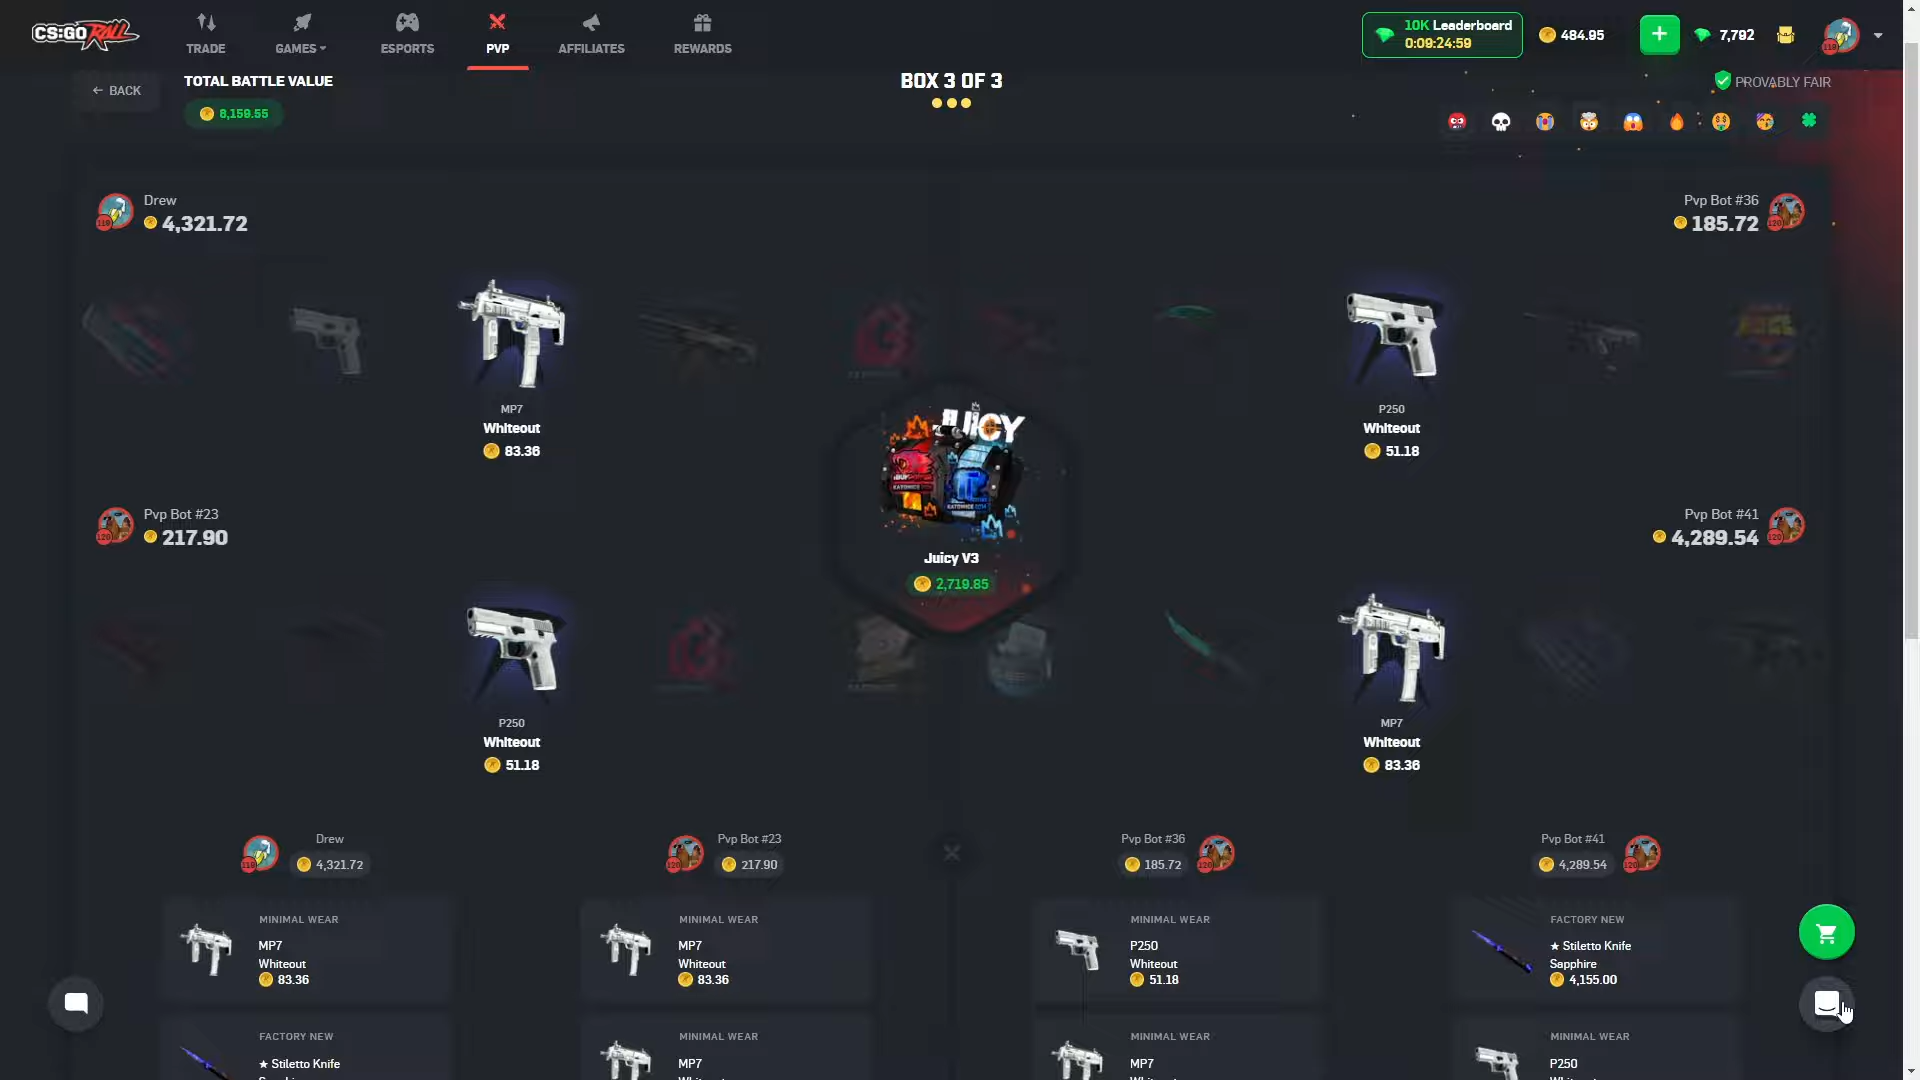 CS:GO ROLL
TRADE
GAMES
ESPORTS
PVP
AFFILIATES
REWARDS
10K Leaderboard
0:09:24:59
484.95
+
7,792
← BACK
TOTAL BATTLE VALUE
8,159.55
BOX 3 OF 3
PROVABLY FAIR
Drew
4,321.72
Pvp Bot #36
185.72
MP7
Whiteout
83.36
P250
Whiteout
51.18
JUICY
Juicy V3
2,719.85
Pvp Bot #23
217.90
Pvp Bot #41
4,289.54
P250
Whiteout
51.18
MP7
Whiteout
83.36
Drew
4,321.72
Pvp Bot #23
217.90
Pvp Bot #36
185.72
Pvp Bot #41
4,289.54
MINIMAL WEAR
MP7
Whiteout
83.36
MINIMAL WEAR
MP7
Whiteout
83.36
MINIMAL WEAR
P250
Whiteout
51.18
FACTORY NEW
★ Stiletto Knife
Sapphire
4,155.00
FACTORY NEW
★ Stiletto Knife
MINIMAL WEAR
MP7
MINIMAL WEAR
MP7
MINIMAL WEAR
P250